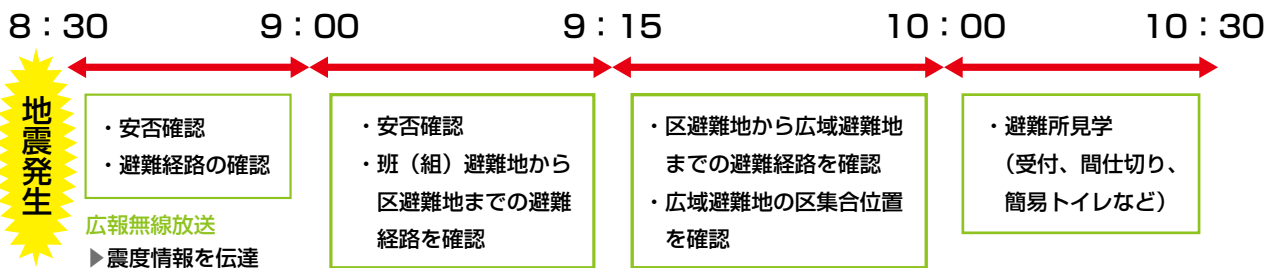 8：30
9：00
9：15
10：00
10：30
地震発生
・安否確認
・避難経路の確認
広報無線放送
▶震度情報を伝達
・安否確認
・班（組）避難地から
区避難地までの避難
経路を確認
・区避難地から広域避難地
までの避難経路を確認
・広域避難地の区集合位置
を確認
・避難所見学
（受付、間仕切り、
簡易トイレなど）